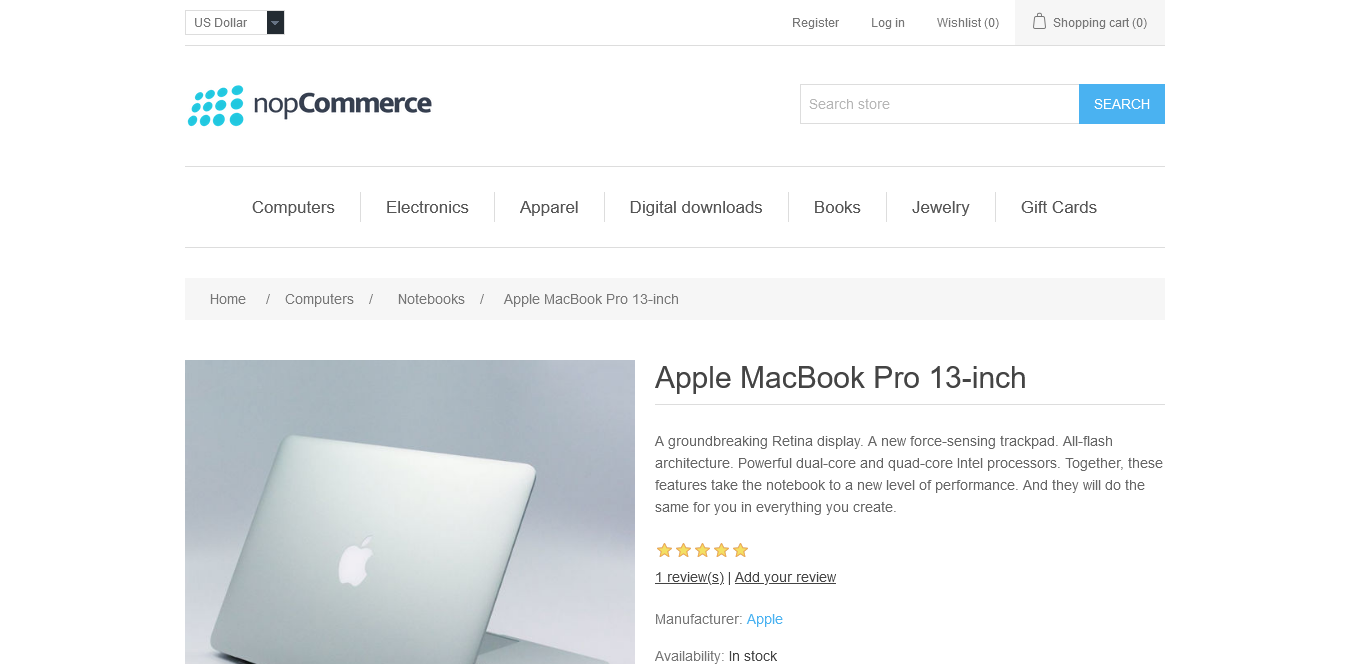 US Dollar
Register
Log in
Wishlist (0)
Shopping cart (0)
nopCommerce
Search store
SEARCH
Computers
Electronics
Apparel
Digital downloads
Books
Jewelry
Gift Cards
Home / Computers / Notebooks / Apple MacBook Pro 13-inch
Apple MacBook Pro 13-inch
A groundbreaking Retina display. A new force-sensing trackpad. All-flash
architecture. Powerful dual-core and quad-core Intel processors. Together, these
features take the notebook to a new level of performance. And they will do the
same for you in everything you create.
1 review(s) | Add your review
Manufacturer: Apple
Availability: In stock